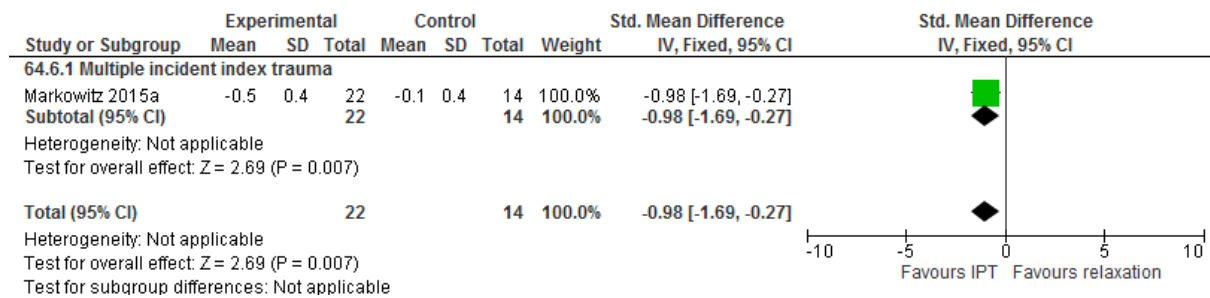 Experimental Control Std. Mean Difference Std. Mean Difference
Study or Subgroup Mean SD Total Mean SD Total Weight IV, Fixed, 95% CI IV, Fixed, 95% CI
64.6.1 Multiple incident index trauma
Markowitz 2015a -0.5 0.4 22 -0.1 0.4 14 100.0% -0.98 [-1.69, -0.27]
Subtotal (95% CI) 22 14 100.0% -0.98 [-1.69, -0.27]
Heterogeneity: Not applicable
Test for overall effect: Z = 2.69 (P = 0.007)
Total (95% CI) 22 14 100.0% -0.98 [-1.69, -0.27]
Heterogeneity: Not applicable
Test for overall effect: Z = 2.69 (P = 0.007)
Test for subgroup differences: Not applicable
-10 -5 0 5 10
Favours IPT Favours relaxation